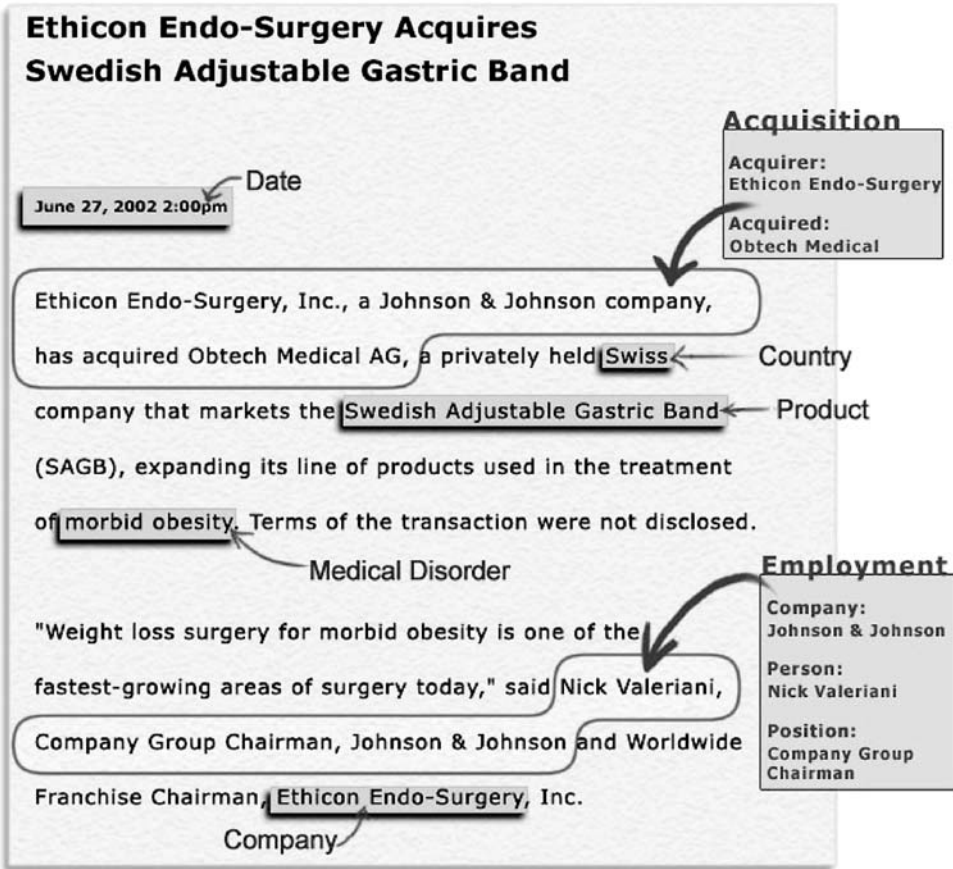 Ethicon Endo-Surgery Acquires
Swedish Adjustable Gastric Band
Date
June 27, 2002 2:00pm
Acquisition
Acquirer:
Ethicon Endo-Surgery
Acquired:
Obtech Medical
Ethicon Endo-Surgery, Inc., a Johnson & Johnson company,
has acquired Obtech Medical AG, a privately held Swiss
Country
company that markets the Swedish Adjustable Gastric Band
Product
(SAGB), expanding its line of products used in the treatment
of morbid obesity. Terms of the transaction were not disclosed.
Medical Disorder
Employment
Company:
Johnson & Johnson
Person:
Nick Valeriani
Position:
Company Group
Chairman
"Weight loss surgery for morbid obesity is one of the
fastest-growing areas of surgery today," said Nick Valeriani,
Company Group Chairman, Johnson & Johnson and Worldwide
Franchise Chairman, Ethicon Endo-Surgery, Inc.
Company